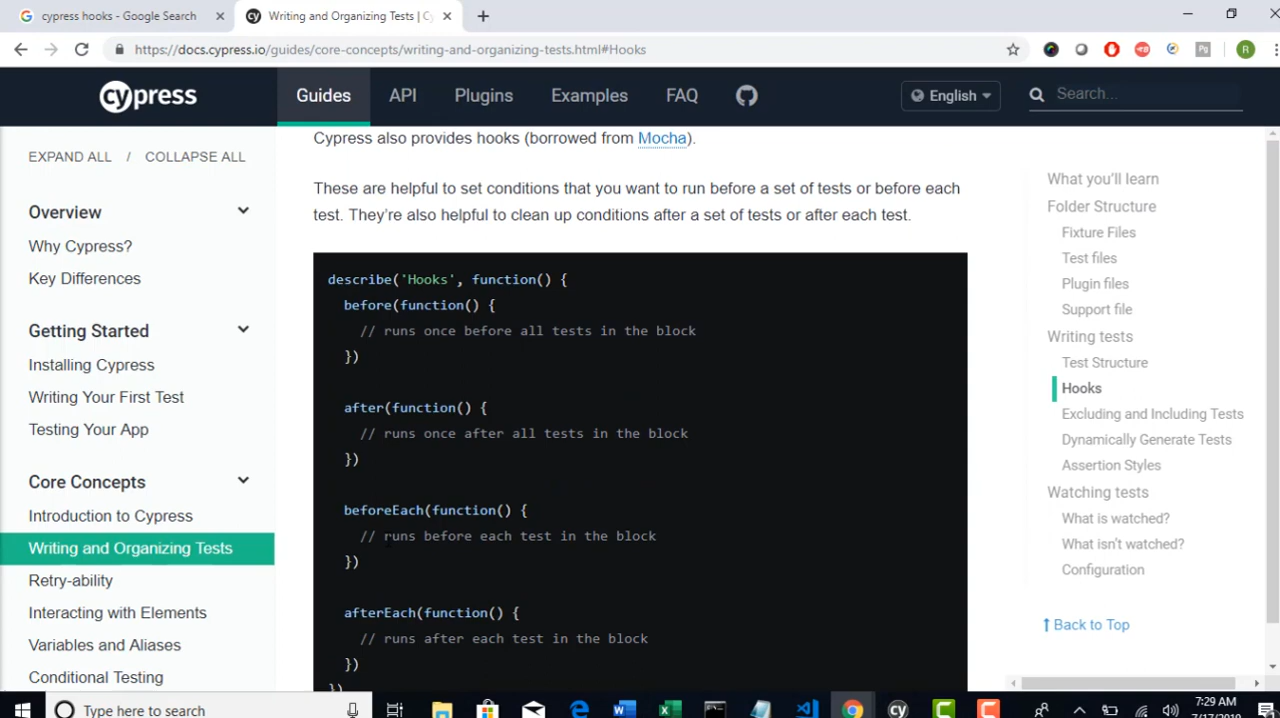 cypress hooks - Google Search
Writing and Organizing Tests | Cy
https://docs.cypress.io/guides/core-concepts/writing-and-organizing-tests.html#Hooks
cypress
Guides
API
Plugins
Examples
FAQ
English
Search...
EXPAND ALL / COLLAPSE ALL
Overview
Why Cypress?
Key Differences
Getting Started
Installing Cypress
Writing Your First Test
Testing Your App
Core Concepts
Introduction to Cypress
Writing and Organizing Tests
Retry-ability
Interacting with Elements
Variables and Aliases
Conditional Testing
Cypress also provides hooks (borrowed from Mocha).
These are helpful to set conditions that you want to run before a set of tests or before each
test. They're also helpful to clean up conditions after a set of tests or after each test.
describe('Hooks', function() {
before(function() {
// runs once before all tests in the block
})
after(function() {
// runs once after all tests in the block
})
beforeEach(function() {
// runs before each test in the block
})
afterEach(function() {
// runs after each test in the block
})
})
What you'll learn
Folder Structure
Fixture Files
Test files
Plugin files
Support file
Writing tests
Test Structure
Hooks
Excluding and Including Tests
Dynamically Generate Tests
Assertion Styles
Watching tests
What is watched?
What isn't watched?
Configuration
Back to Top
Type here to search
7:29 AM